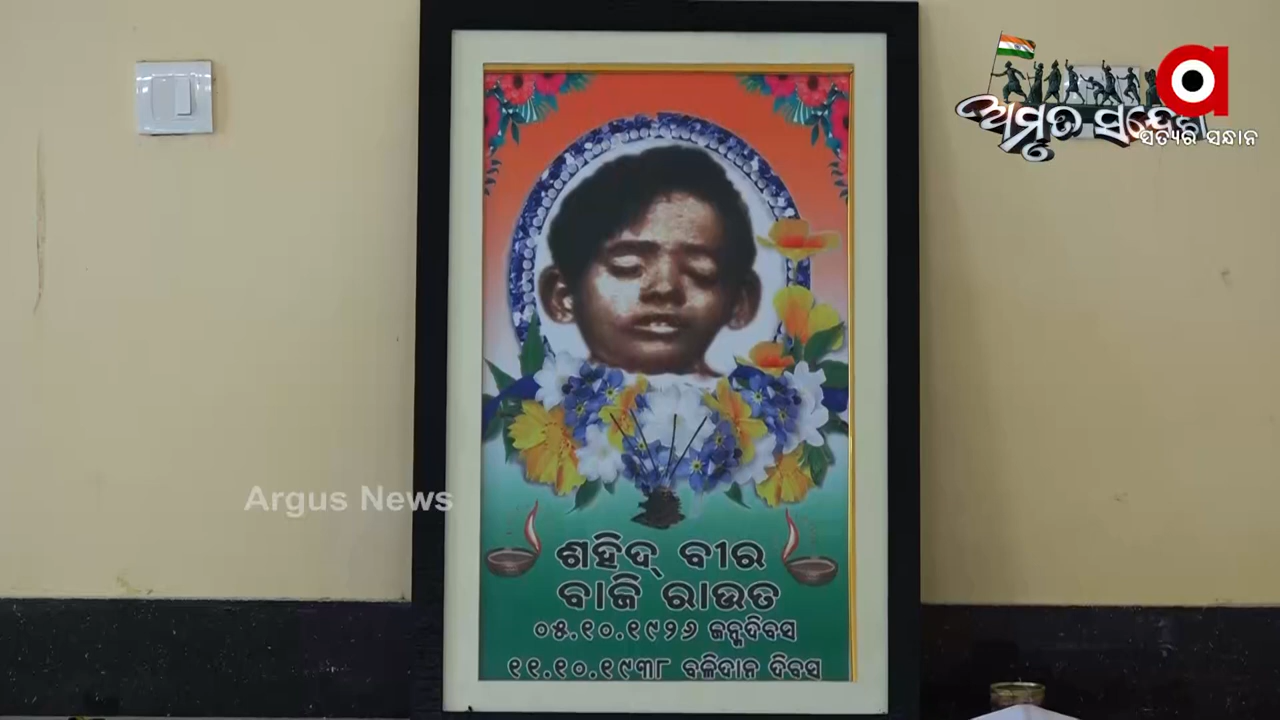 ଅମୃତ ସନ୍ଦେଶ
ସତ୍ୟର ସନ୍ଧାନ
Argus News
ଶହିଦ୍ ବୀର
ବାଜି ରାଉତ
୦୫.୧୦.୧୯୨୬ ଜନ୍ମଦିବସ
୧୧.୧୦.୧୯୩୮ ବଳିଦାନ ଦିବସ